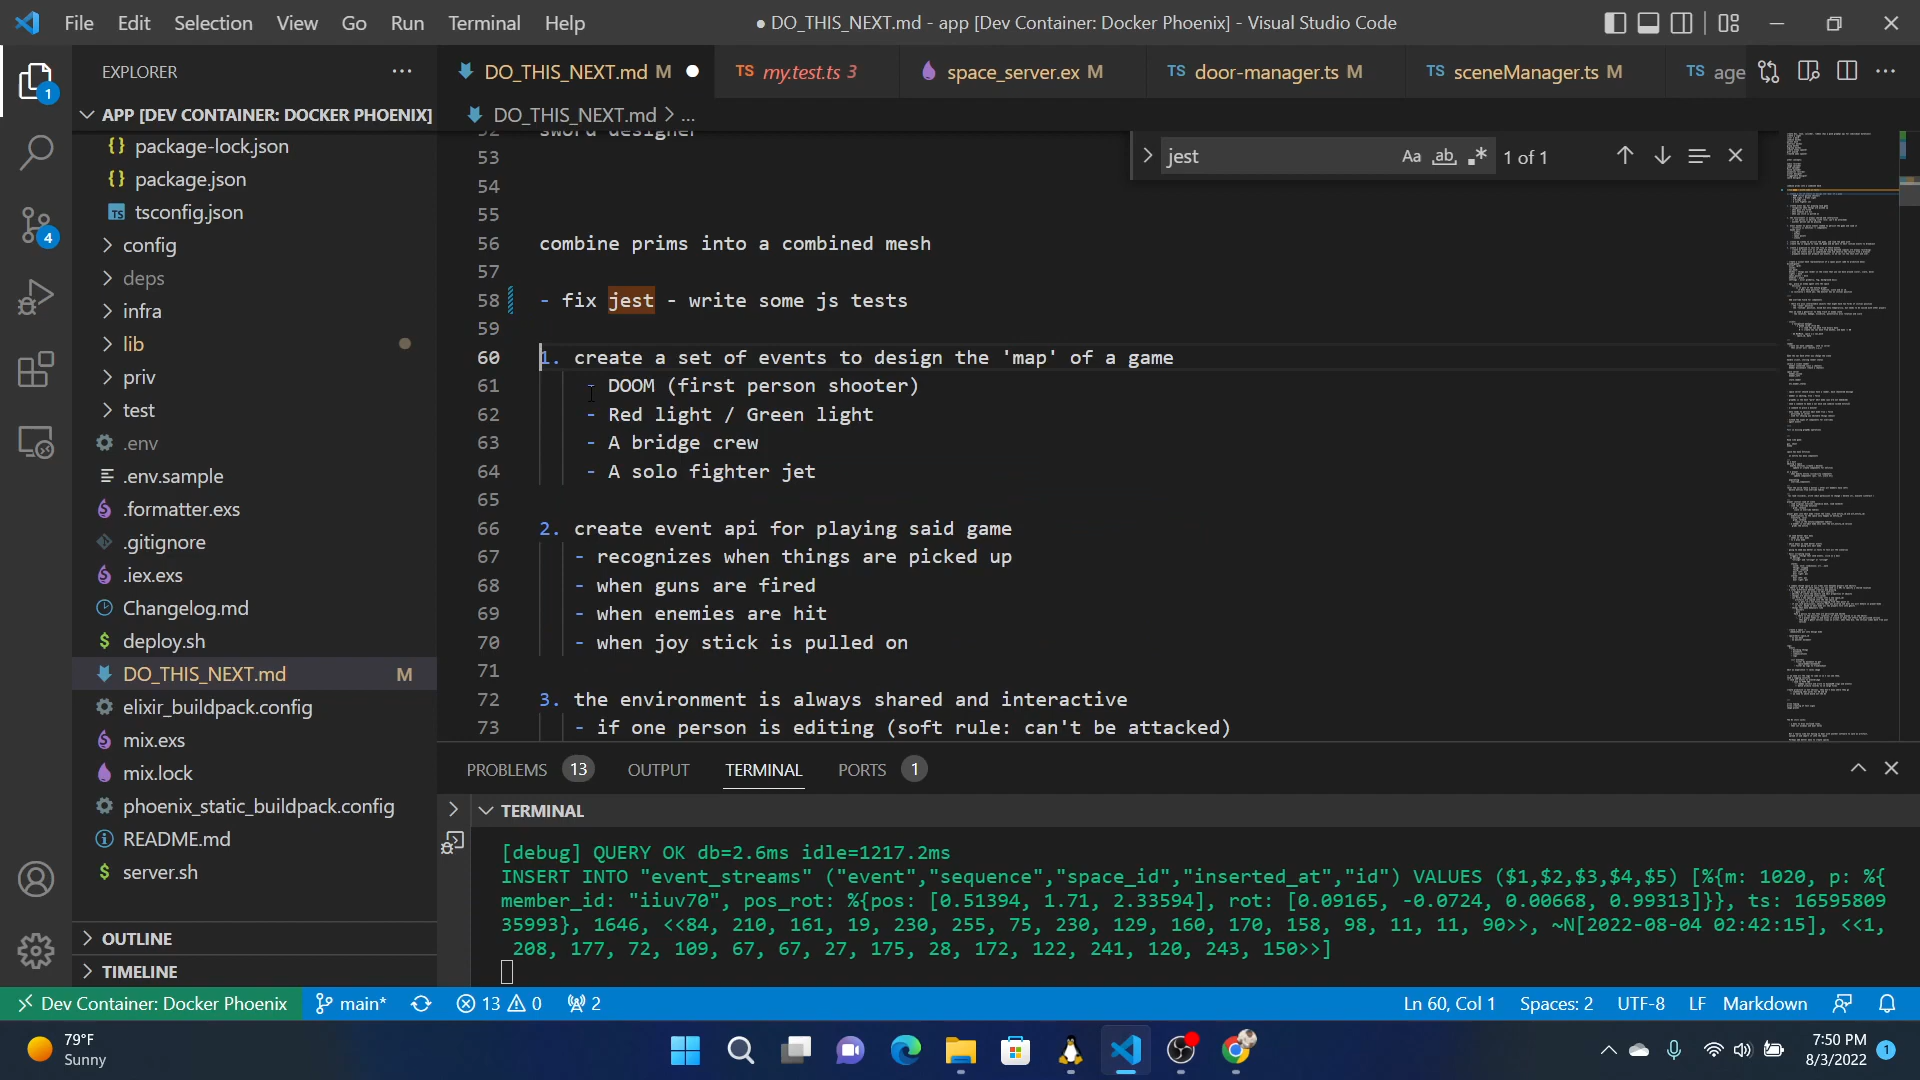 File Edit Selection View Go Run Terminal Help
● DO_THIS_NEXT.md - app [Dev Container: Docker Phoenix] - Visual Studio Code
EXPLORER
DO_THIS_NEXT.md M
TS my.test.ts 3
space_server.ex M
TS door-manager.ts M
TS sceneManager.ts M
TS age
1
APP [DEV CONTAINER: DOCKER PHOENIX]
DO_THIS_NEXT.md > ...
{} package-lock.json
{} package.json
TS tsconfig.json
config
deps
infra
lib
priv
test
.env
.env.sample
.formatter.exs
.gitignore
.iex.exs
Changelog.md
$ deploy.sh
DO_THIS_NEXT.md M
elixir_buildpack.config
mix.exs
mix.lock
phoenix_static_buildpack.config
README.md
$ server.sh
OUTLINE
TIMELINE
4
jest Aa ab 1 of 1
52 sword designer
53
54
55
56 combine prims into a combined mesh
57
58 - fix jest - write some js tests
59
60 1. create a set of events to design the 'map' of a game
61 - DOOM (first person shooter)
62 - Red light / Green light
63 - A bridge crew
64 - A solo fighter jet
65
66 2. create event api for playing said game
67 - recognizes when things are picked up
68 - when guns are fired
69 - when enemies are hit
70 - when joy stick is pulled on
71
72 3. the environment is always shared and interactive
73 - if one person is editing (soft rule: can't be attacked)
PROBLEMS 13 OUTPUT TERMINAL PORTS 1
TERMINAL
[debug] QUERY OK db=2.6ms idle=1217.2ms
INSERT INTO "event_streams" ("event","sequence","space_id","inserted_at","id") VALUES ($1,$2,$3,$4,$5) [%{m: 1020, p: %{
member_id: "iiuv70", pos_rot: %{pos: [0.51394, 1.71, 2.33594], rot: [0.09165, -0.0724, 0.00668, 0.99313]}}, ts: 16595809
35993}, 1646, <<84, 210, 161, 19, 230, 255, 75, 230, 129, 160, 170, 158, 98, 11, 11, 90>>, ~N[2022-08-04 02:42:15], <<1,
208, 177, 72, 109, 67, 67, 27, 175, 28, 172, 122, 241, 120, 243, 150>>]
Dev Container: Docker Phoenix main* 13 0 2
Ln 60, Col 1 Spaces: 2 UTF-8 LF Markdown
79°F
Sunny
7:50 PM
8/3/2022
1